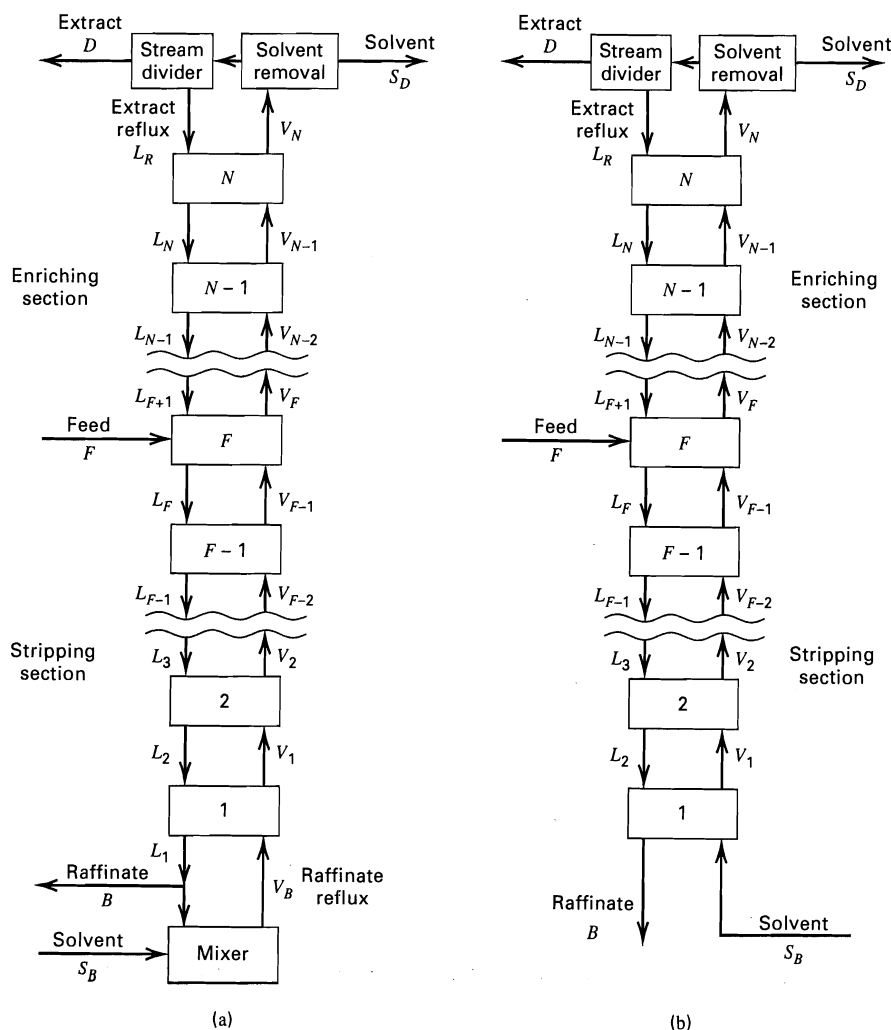 Extract
D
Stream
divider
Solvent
removal
Solvent
S_D
Extract
reflux
L_R
V_N
N
L_N
V_{N-1}
Enriching
section
N – 1
L_{N-1}
V_{N-2}
L_{F+1}
V_F
Feed
F
F
L_F
V_{F-1}
F – 1
L_{F-1}
V_{F-2}
Stripping
section
L_3
V_2
2
L_2
V_1
1
L_1
Raffinate
B
V_B
Raffinate
reflux
Solvent
S_B
Mixer
(a)
Extract
D
Stream
divider
Solvent
removal
Solvent
S_D
Extract
reflux
L_R
V_N
N
L_N
V_{N-1}
N – 1
Enriching
section
L_{N-1}
V_{N-2}
L_{F+1}
V_F
Feed
F
F
L_F
V_{F-1}
F – 1
L_{F-1}
V_{F-2}
L_3
V_2
Stripping
section
2
L_2
V_1
1
Raffinate
B
Solvent
S_B
(b)